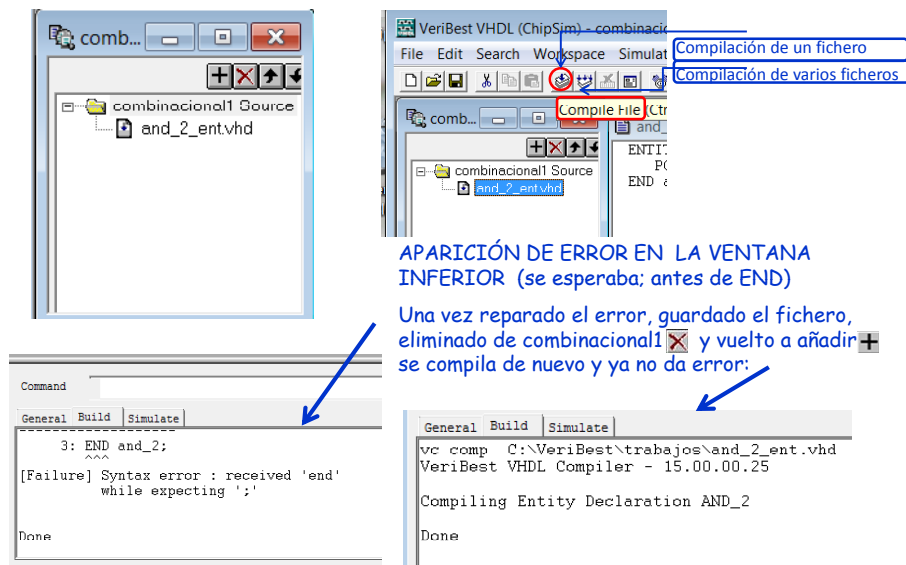 comb...
combinacional1 Source
and_2_ent.vhd
VeriBest VHDL (ChipSim) - combinacio
File Edit Search Workspace Simulat
Compilación de un fichero
Compilación de varios ficheros
Compile File (Ctr
comb...
and_
combinacional1 Source
and_2_ent.vhd
ENTIT
PO
END a
APARICIÓN DE ERROR EN LA VENTANA
INFERIOR (se esperaba; antes de END)
Una vez reparado el error, guardado el fichero,
eliminado de combinacional1 y vuelto a añadir
se compila de nuevo y ya no da error:
Command
General Build Simulate
--------------------
3: END and_2;
^^^
[Failure] Syntax error : received 'end'
while expecting ';'
Done
General Build Simulate
vc comp C:\VeriBest\trabajos\and_2_ent.vhd
VeriBest VHDL Compiler - 15.00.00.25
Compiling Entity Declaration AND_2
Done